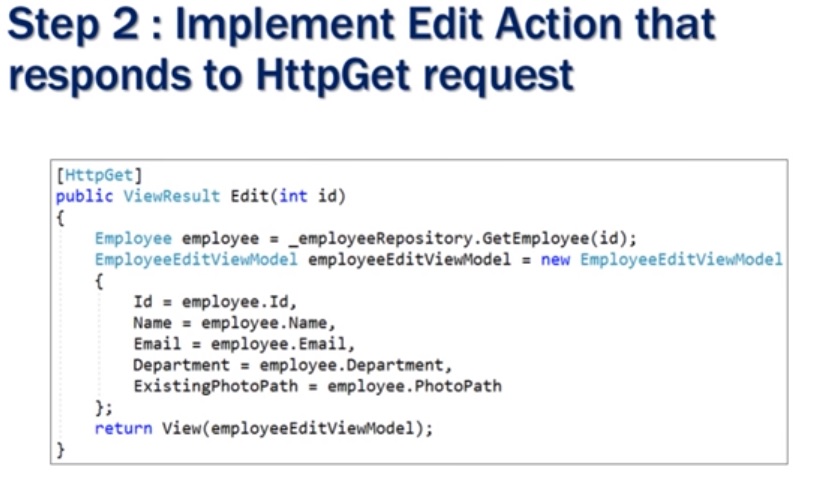 Step 2 : Implement Edit Action that
responds to HttpGet request
[HttpGet]
public ViewResult Edit(int id)
{
    Employee employee = _employeeRepository.GetEmployee(id);
    EmployeeEditViewModel employeeEditViewModel = new EmployeeEditViewModel
    {
        Id = employee.Id,
        Name = employee.Name,
        Email = employee.Email,
        Department = employee.Department,
        ExistingPhotoPath = employee.PhotoPath
    };
    return View(employeeEditViewModel);
}